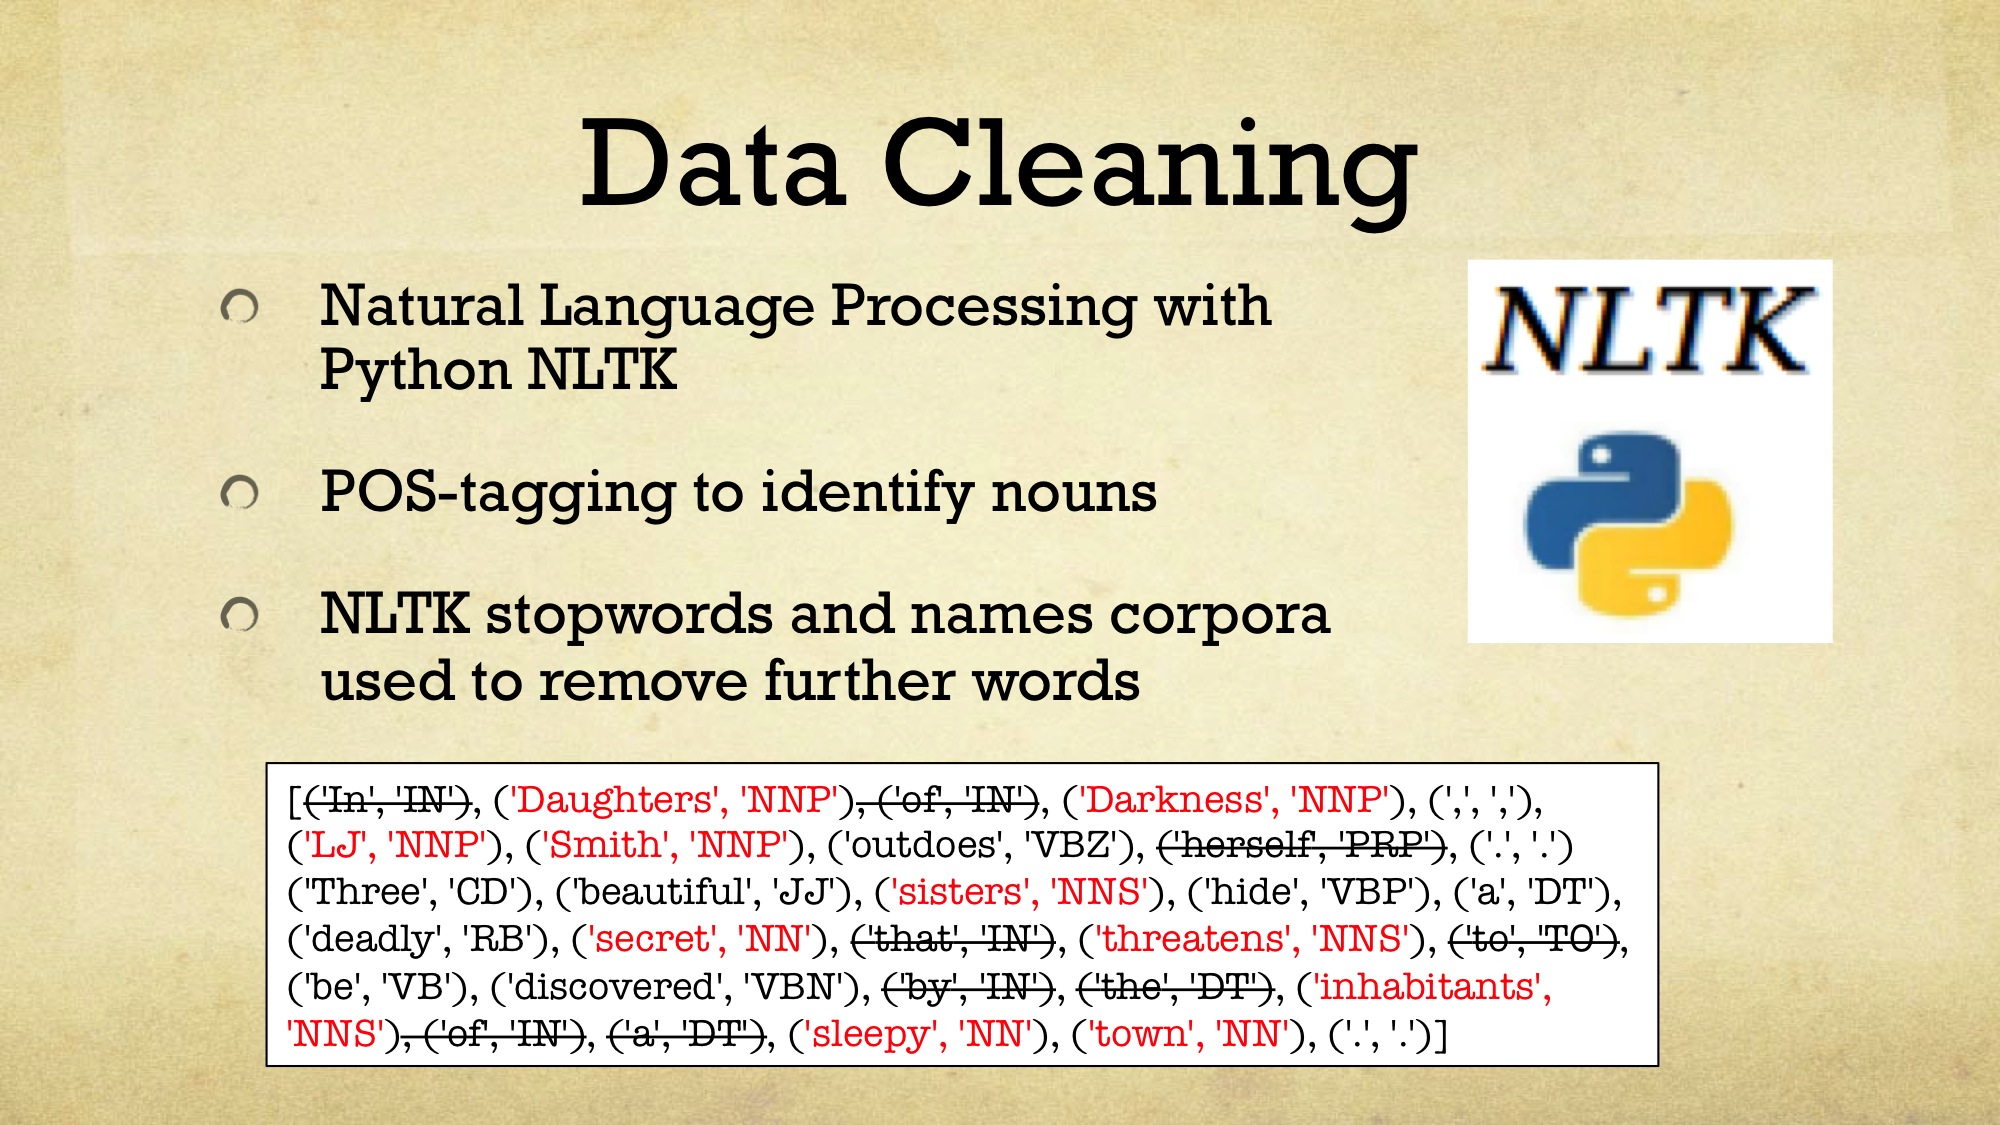 Data Cleaning
Natural Language Processing with
Python NLTK
POS-tagging to identify nouns
NLTK stopwords and names corpora
used to remove further words
NLTK
[('In', 'IN'), ('Daughters', 'NNP'), ('of', 'IN'), ('Darkness', 'NNP'), (',', ','),
('LJ', 'NNP'), ('Smith', 'NNP'), ('outdoes', 'VBZ'), ('herself', 'PRP'), ('.', '.')
('Three', 'CD'), ('beautiful', 'JJ'), ('sisters', 'NNS'), ('hide', 'VBP'), ('a', 'DT'),
('deadly', 'RB'), ('secret', 'NN'), ('that', 'IN'), ('threatens', 'NNS'), ('to', 'TO'),
('be', 'VB'), ('discovered', 'VBN'), ('by', 'IN'), ('the', 'DT'), ('inhabitants',
'NNS'), ('of', 'IN'), ('a', 'DT"), ('sleepy', 'NN'), ('town', 'NN'), ('.', '.')]